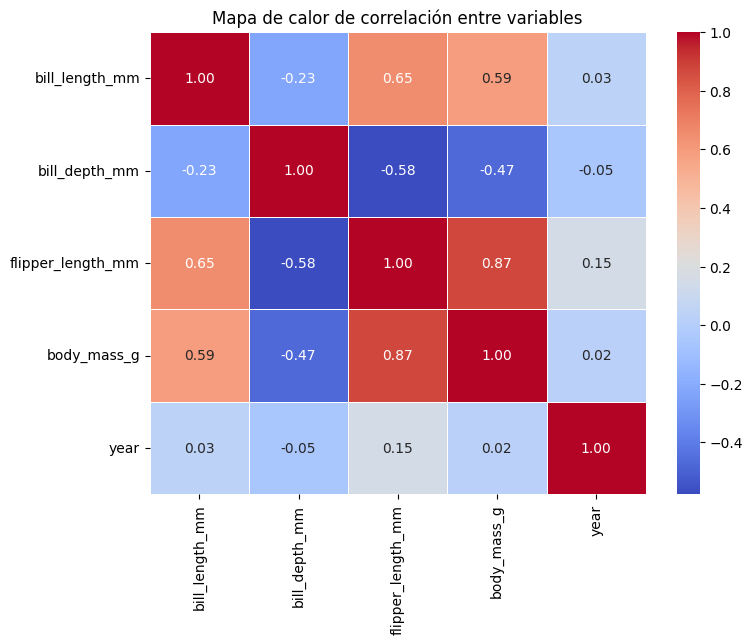 Mapa de calor de correlación entre variables
bill_length_mm 1.00 -0.23 0.65 0.59 0.03
bill_depth_mm -0.23 1.00 -0.58 -0.47 -0.05
flipper_length_mm 0.65 -0.58 1.00 0.87 0.15
body_mass_g 0.59 -0.47 0.87 1.00 0.02
year 0.03 -0.05 0.15 0.02 1.00
bill_length_mm
bill_depth_mm
flipper_length_mm
body_mass_g
year
1.0
0.8
0.6
0.4
0.2
0.0
−0.2
−0.4